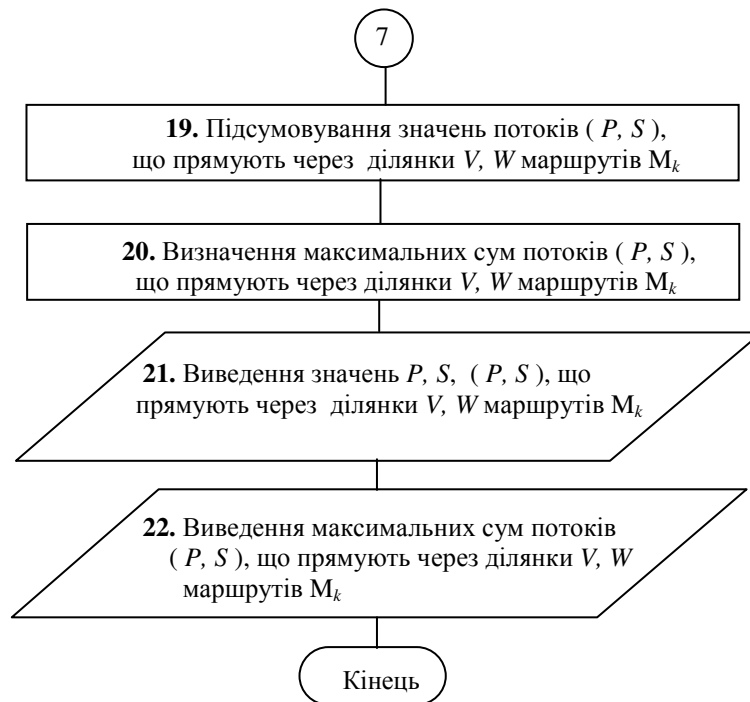 7
19. Підсумовування значень потоків ( P, S ),
що прямують через ділянки V, W маршрутів Mk
20. Визначення максимальних сум потоків ( P, S ),
що прямують через ділянки V, W маршрутів Mk
21. Виведення значень P, S, ( P, S ), що
прямують через ділянки V, W маршрутів Mk
22. Виведення максимальних сум потоків
( P, S ), що прямують через ділянки V, W
маршрутів Mk
Кінець